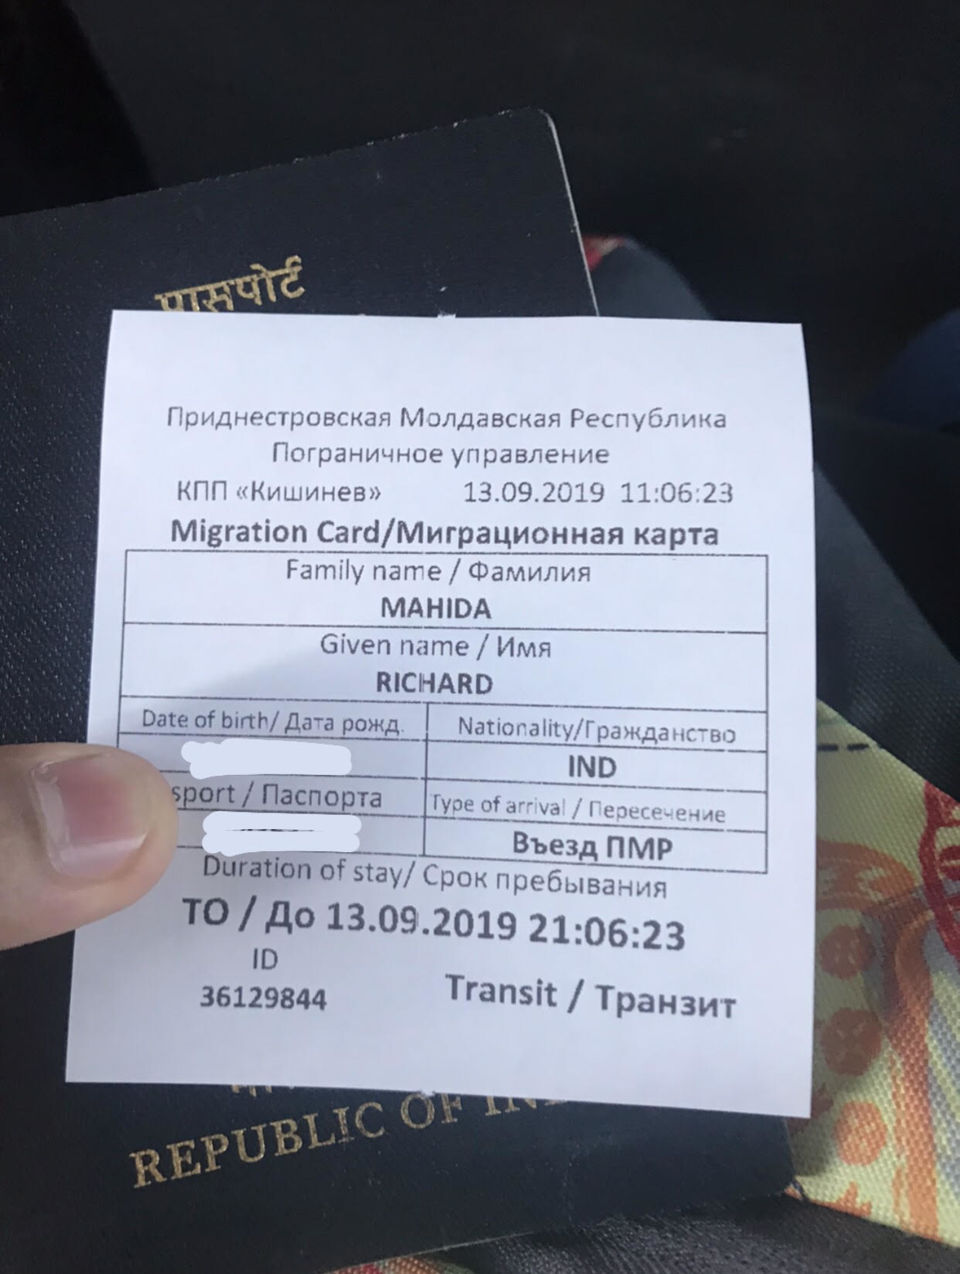 पासपोर्ट
Приднестровская Молдавская Республика
Пограничное управление
КПП «Кишинев» 13.09.2019 11:06:23
Migration Card/Миграционная карта
Family name / Фамилия
MAHIDA
Given name / Имя
RICHARD
Date of birth/ Дата рожд. Nationality/Гражданство
IND
sport / Паспорта Type of arrival / Пересечение
Въезд ПМР
Duration of stay/ Срок пребывания
TO / До 13.09.2019 21:06:23
ID
36129844 Transit / Транзит
REPUBLIC OF